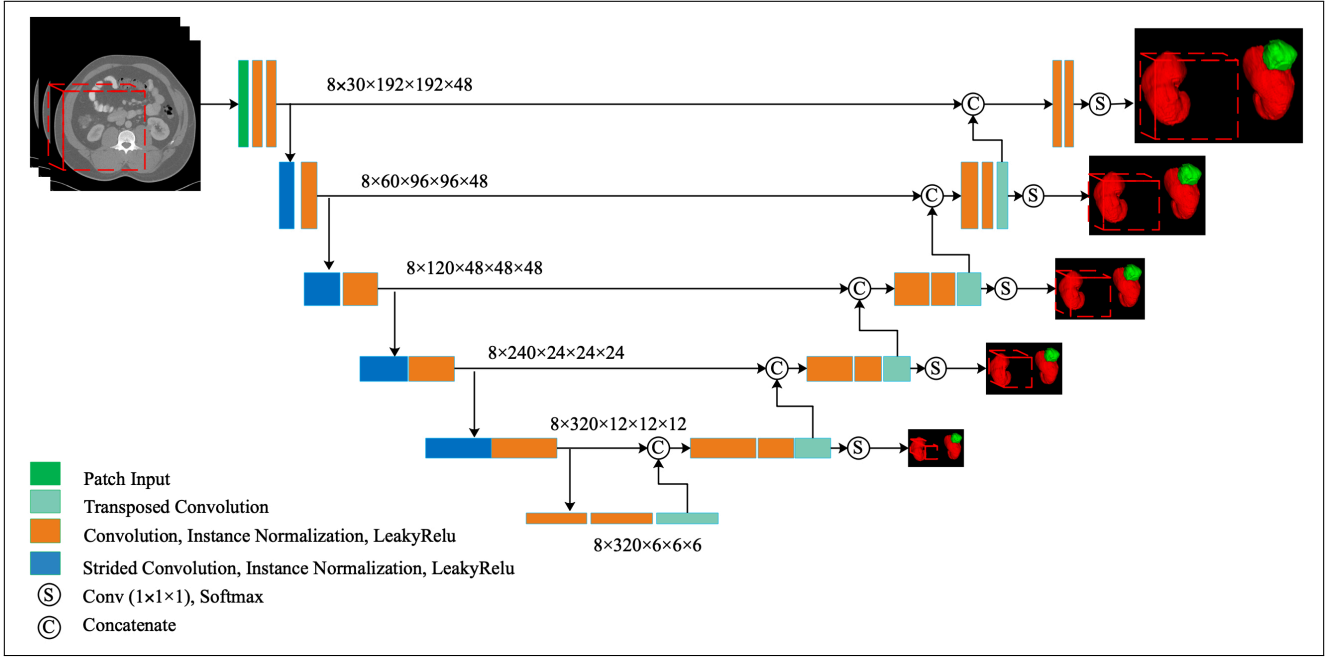 8×30×192×192×48
C
S
8×60×96×96×48
C
S
8×120×48×48×48
C
S
8×240×24×24×24
C
S
8×320×12×12×12
C
S
8×320×6×6×6
Patch Input
Transposed Convolution
Convolution, Instance Normalization, LeakyRelu
Strided Convolution, Instance Normalization, LeakyRelu
S Conv (1×1×1), Softmax
C Concatenate